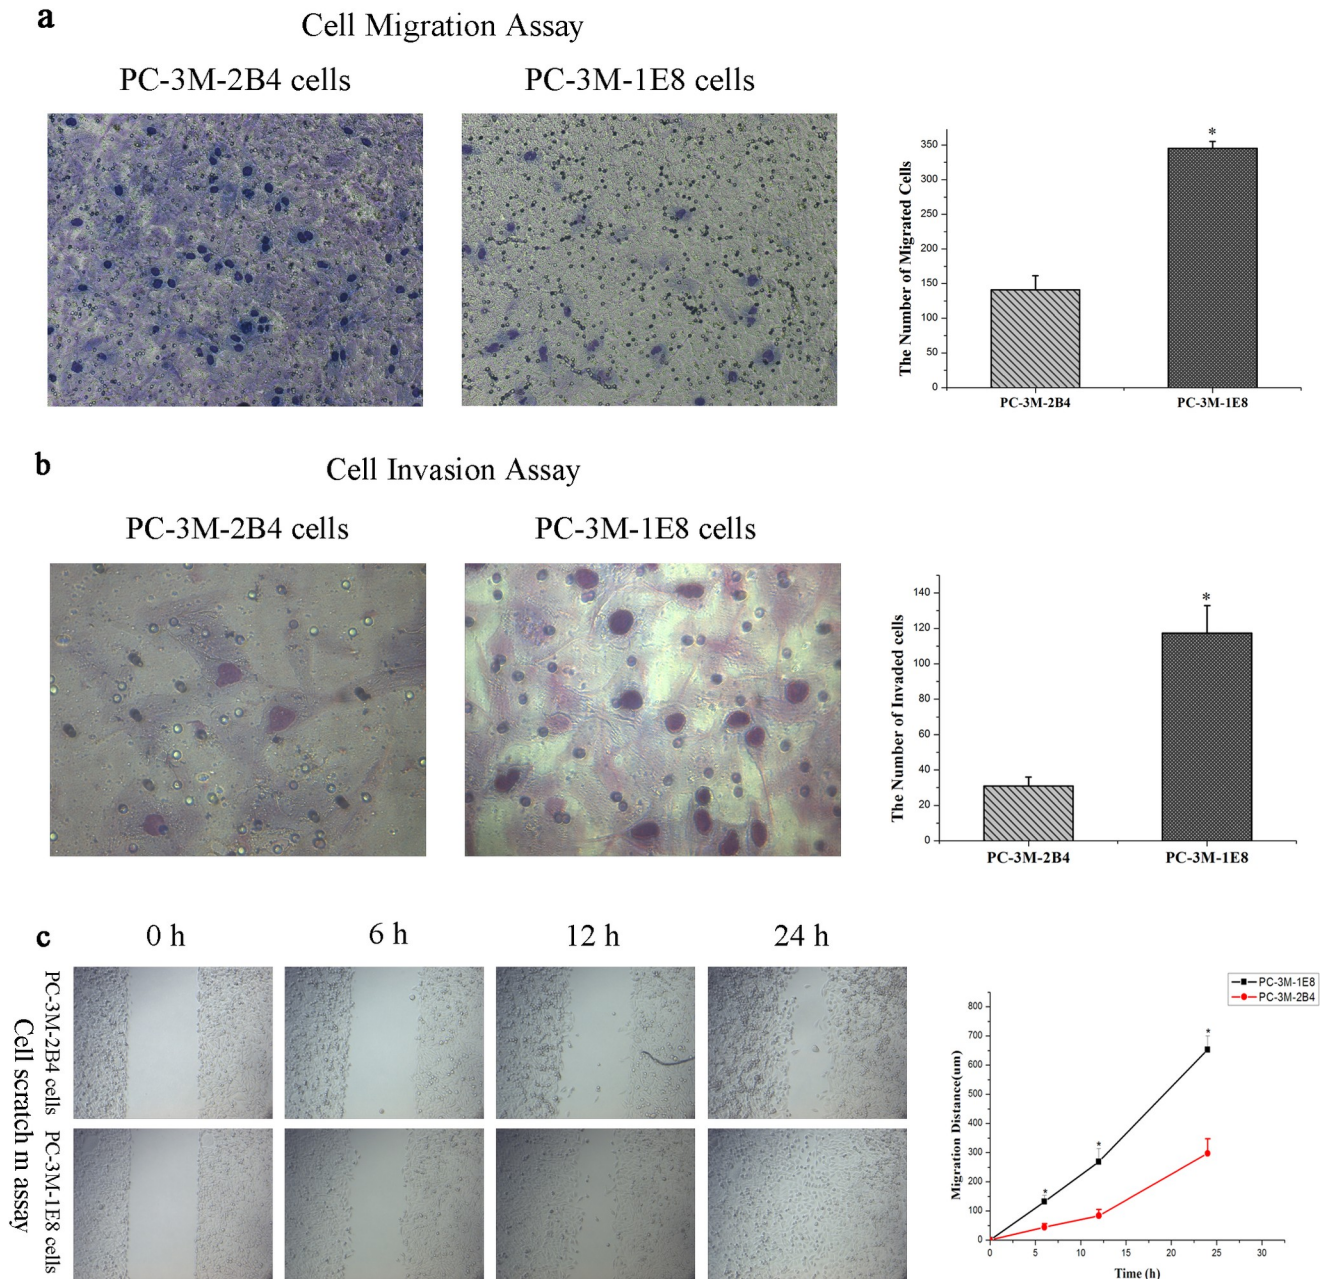 a
Cell Migration Assay
PC-3M-2B4 cells
PC-3M-1E8 cells
The Number of Migrated Cells
350
300
250
200
150
100
50
0
*
PC-3M-2B4
PC-3M-1E8
b
Cell Invasion Assay
PC-3M-2B4 cells
PC-3M-1E8 cells
The Number of Invaded cells
140
120
100
80
60
40
20
0
*
PC-3M-2B4
PC-3M-1E8
c
0 h
6 h
12 h
24 h
Cell scratch m assay
PC-3M-2B4 cells
PC-3M-1E8 cells
PC-3M-1E8
PC-3M-2B4
Migration Distance(um)
800
700
600
500
400
300
200
100
0
*
*
*
0
5
10
15
20
25
30
Time (h)